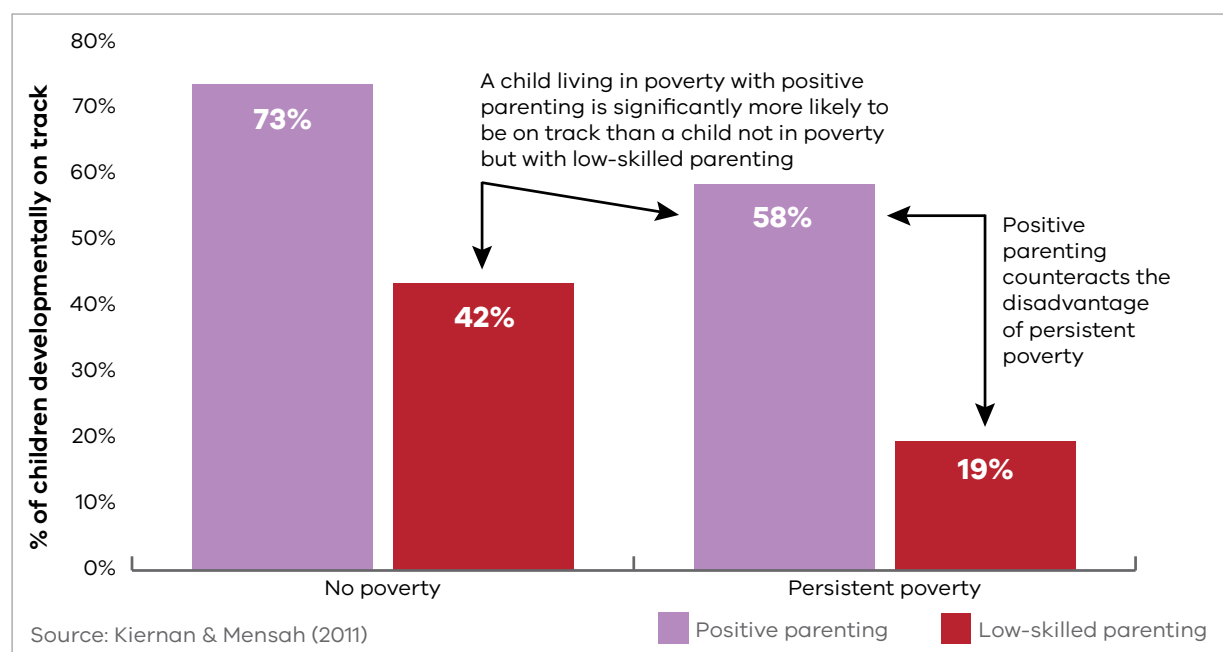 % of children developmentally on track
80%
70%
60%
50%
40%
30%
20%
10%
0%
A child living in poverty with positive
parenting is significantly more likely to
be on track than a child not in poverty
but with low-skilled parenting
73%
42%
58%
19%
Positive
parenting
counteracts the
disadvantage
of persistent
poverty
No poverty
Persistent poverty
Source: Kiernan & Mensah (2011)
Positive parenting
Low-skilled parenting